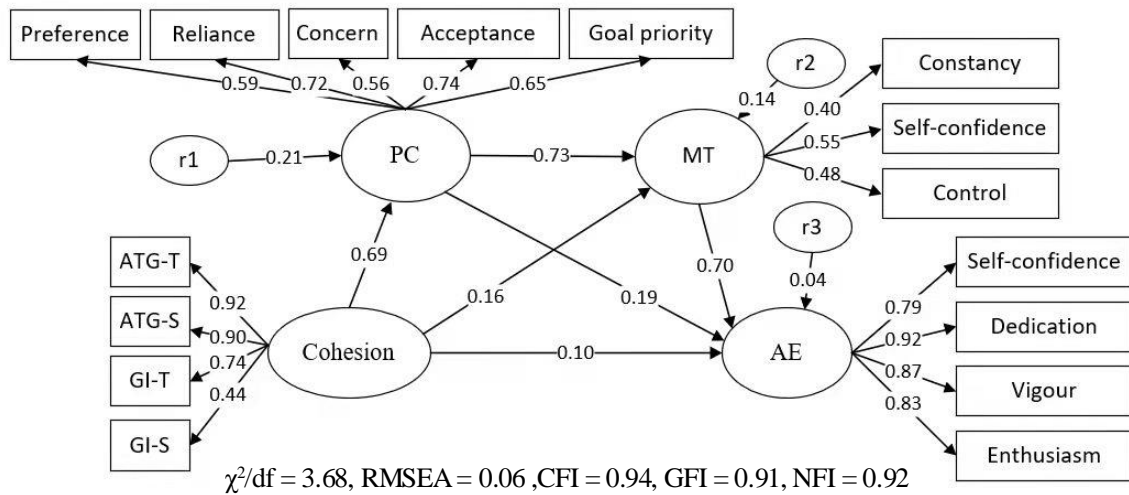 Preference Reliance Concern Acceptance Goal priority
0.59 0.72 0.56 0.74 0.65
r2
0.14
Constancy
0.40
Self-confidence
0.55
Control
0.48
r1
0.21
PC
0.73
MT
r3
0.04
ATG-T
0.92
ATG-S
0.90
GI-T
0.74
GI-S
0.44
0.69
0.16
0.19
0.70
Cohesion
0.10
AE
Self-confidence
0.79
Dedication
0.92
Vigour
0.87
Enthusiasm
0.83
χ²/df = 3.68, RMSEA = 0.06 ,CFI = 0.94, GFI = 0.91, NFI = 0.92